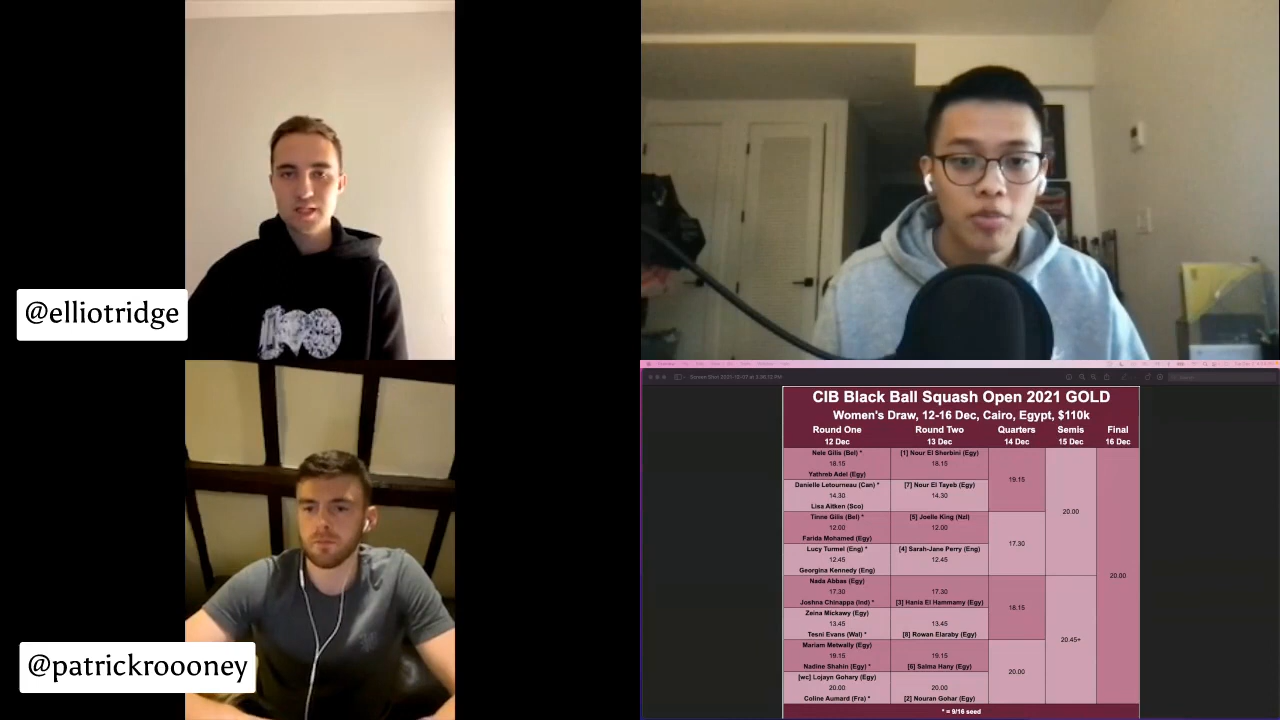 @elliotridge
@patrickroooney
CIB Black Ball Squash Open 2021 GOLD
Women's Draw, 12-16 Dec, Cairo, Egypt, $110k
Round One Round Two Quarters Semis Final
12 Dec 13 Dec 14 Dec 15 Dec 16 Dec
Nele Gilis (Bel) * [1] Nour El Sherbini (Egy)
18.15 18.15
Yathreb Adel (Egy)
19.15
Danielle Letourneau (Can) * [7] Nour El Tayeb (Egy)
14.30 14.30
Lisa Aitken (Sco)
20.00
Tinne Gilis (Bel) * [5] Joelle King (Nzl)
12.00 12.00
Farida Mohamed (Egy)
17.30
Lucy Turmel (Eng) * [4] Sarah-Jane Perry (Eng)
12.45 12.45
Georgina Kennedy (Eng)
20.00
Nada Abbas (Egy)
17.30 17.30
Joshna Chinappa (Ind) * [3] Hania El Hammamy (Egy)
18.15
Zeina Mickawy (Egy)
13.45 13.45
Tesni Evans (Wal) * [8] Rowan Elaraby (Egy)
20.45+
Mariam Metwally (Egy)
19.15 19.15
Nadine Shahin (Egy) * [6] Salma Hany (Egy)
20.00
[wc] Lojayn Gohary (Egy)
20.00 20.00
Coline Aumard (Fra) * [2] Nouran Gohar (Egy)
* = 9/16 seed